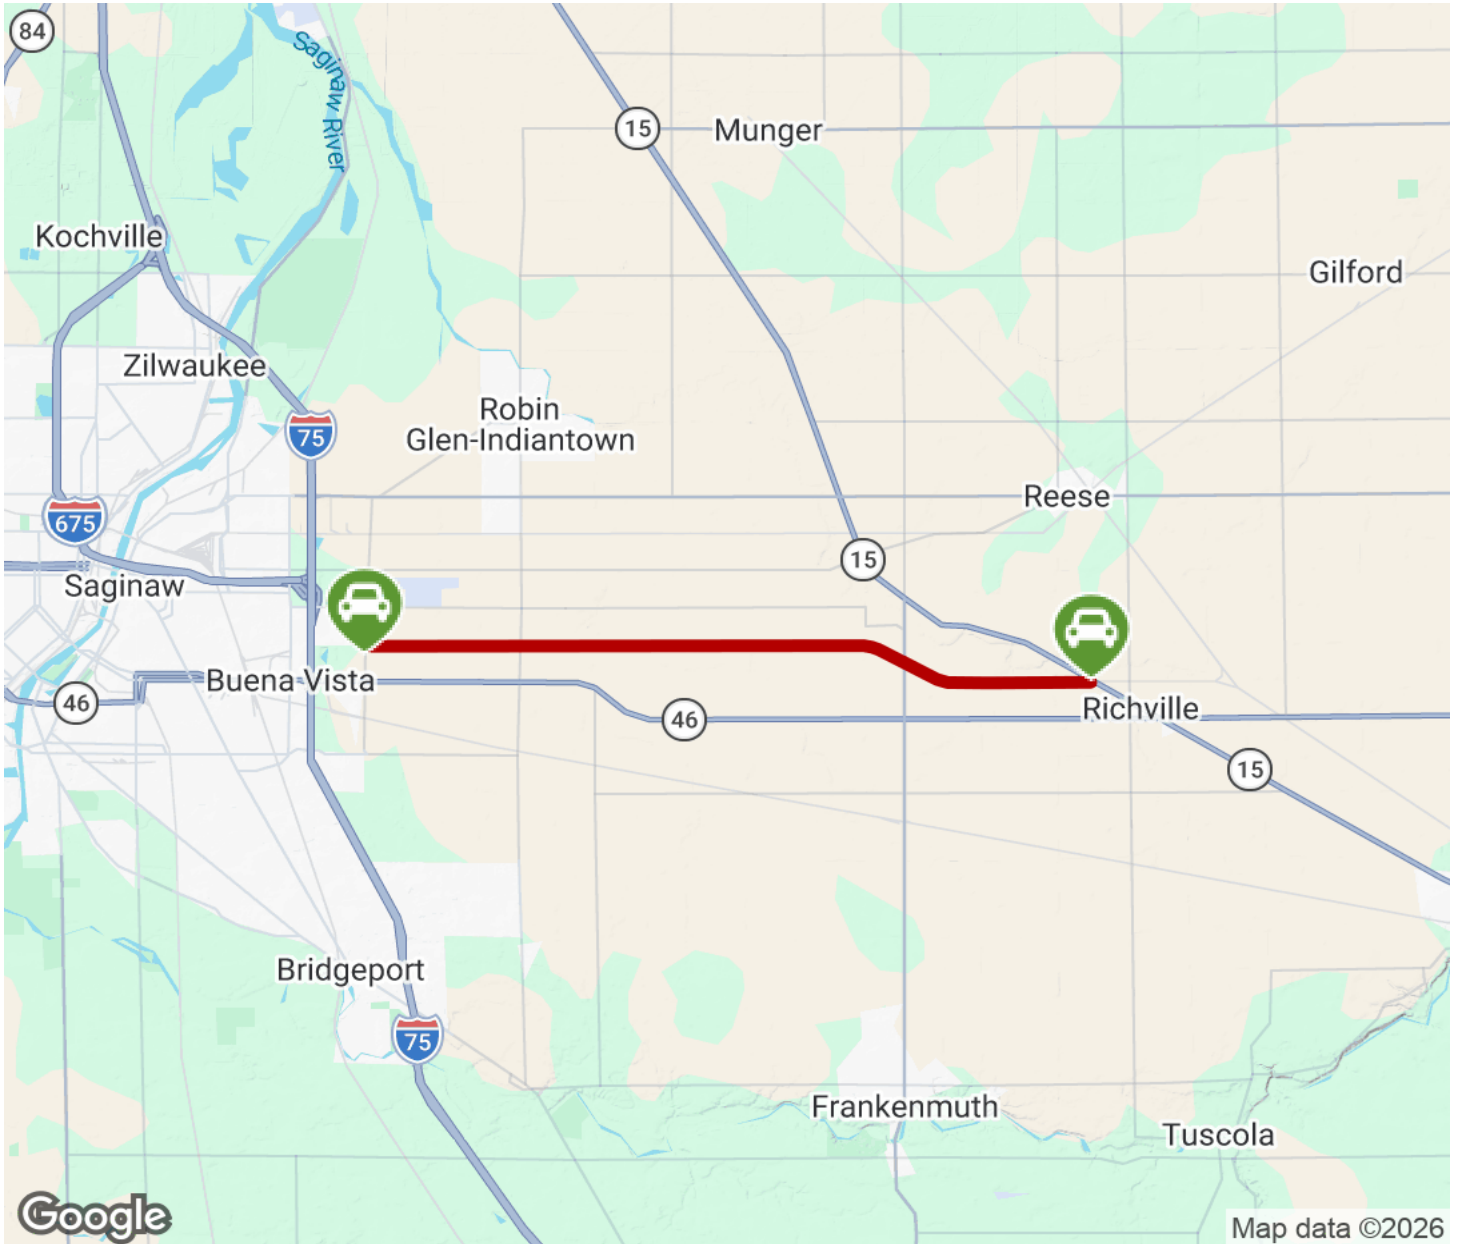 84
Saginaw River
15
Munger
Kochville
Gilford
Zilwaukee
Robin
Glen-Indiantown
75
Reese
675
15
Saginaw
Buena Vista
46
46
Richville
15
Bridgeport
75
Frankenmuth
Tuscola
Google
Map data ©2026